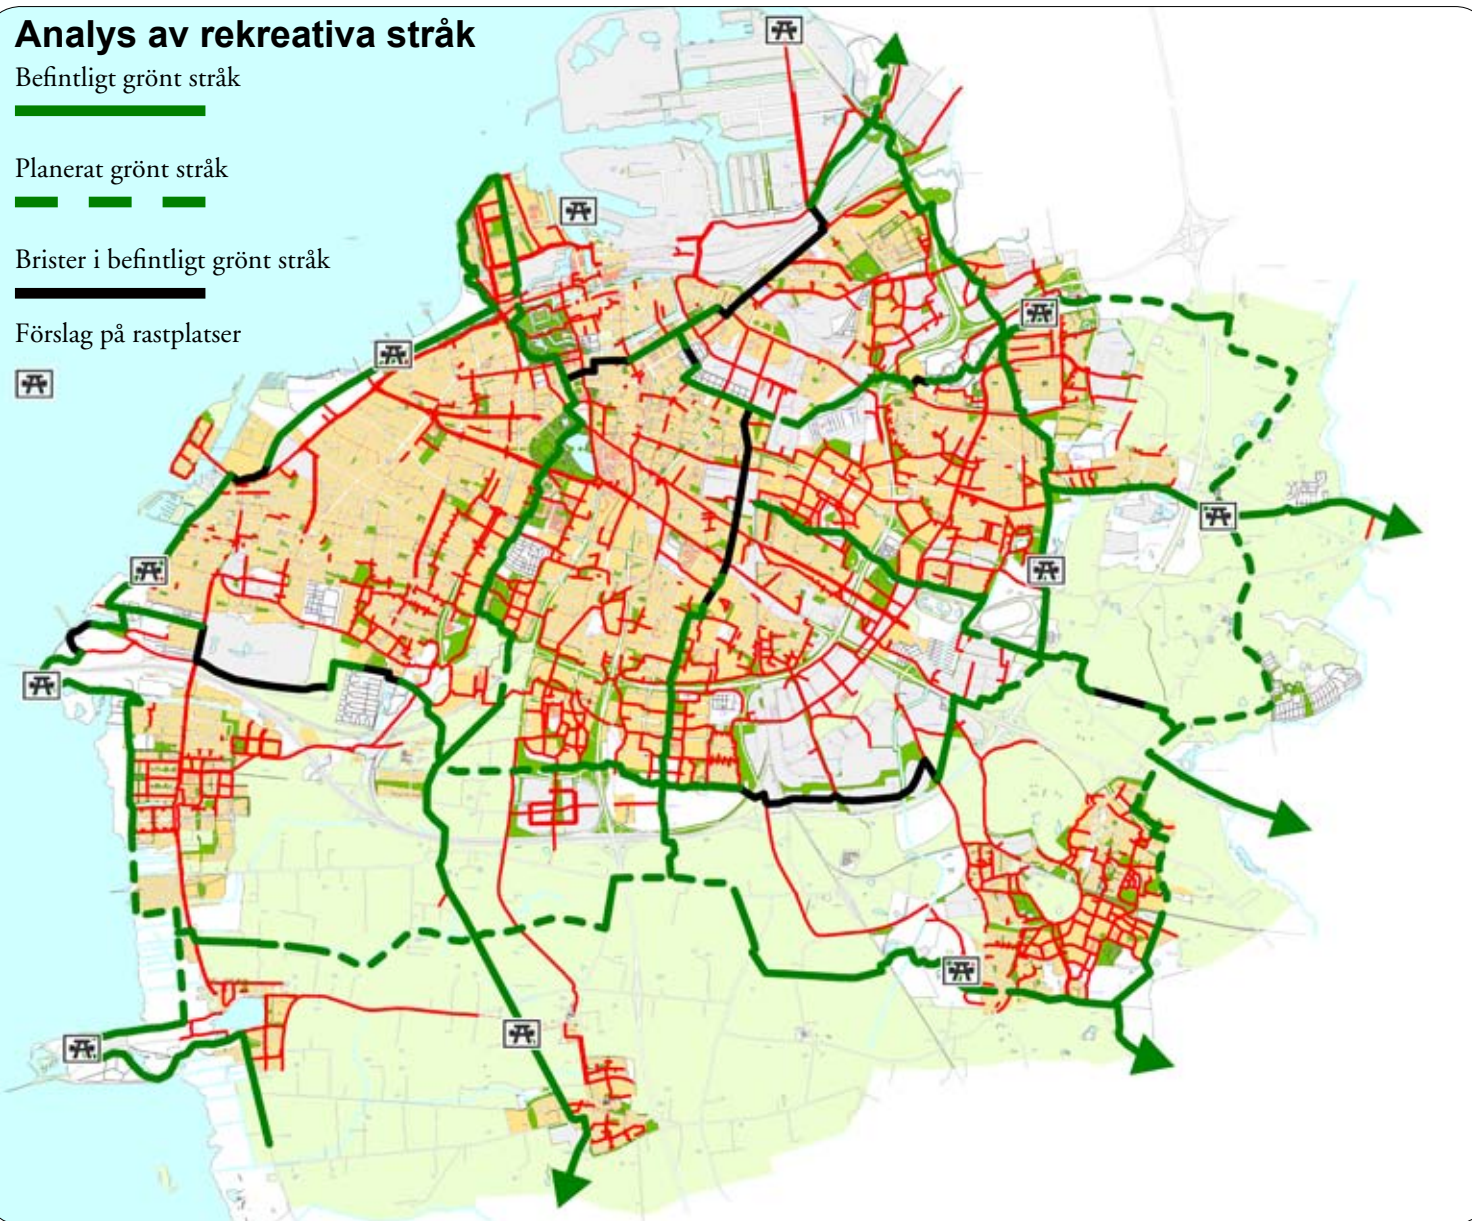 Analys av rekreativa stråk
Befintligt grönt stråk
Planerat grönt stråk
Brister i befintligt grönt stråk
Förslag på rastplatser